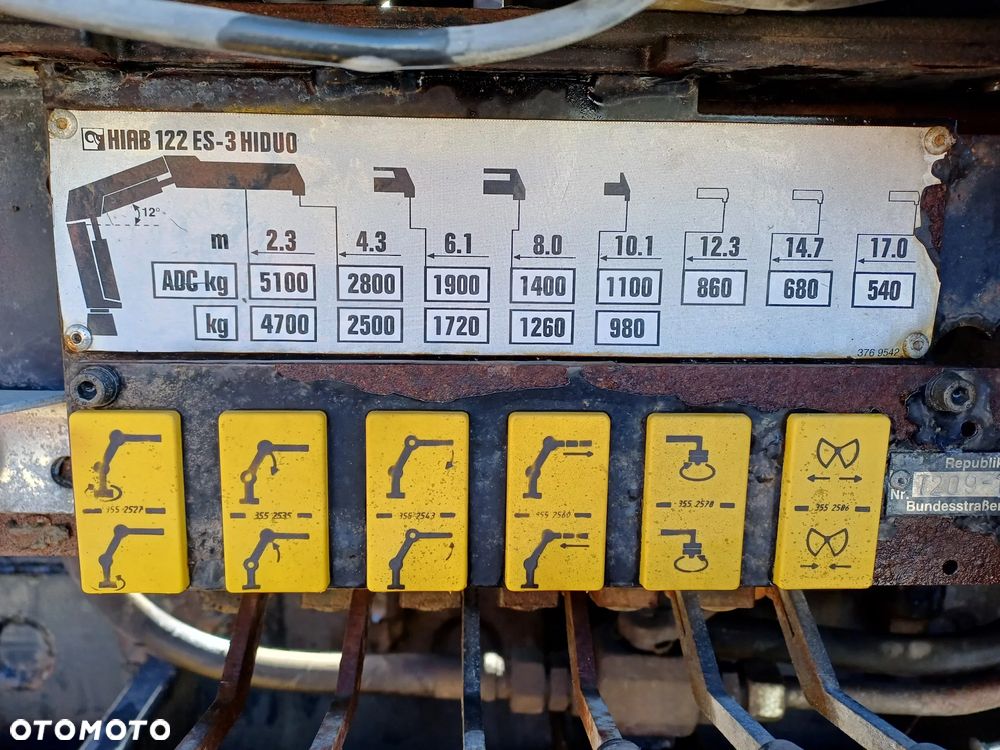 HIAB 122 ES-3 HIDUO
12°
m 2.3 4.3 6.1 8.0 10.1 12.3 14.7 17.0
ADC kg 5100 2800 1900 1400 1100 860 680 540
kg 4700 2500 1720 1260 980
376 9542
355 2527 355 2535 355 2543 355 2560 355 2578 355 2586
Republik
Nr.
Bundesstraßen
OTOMOTO